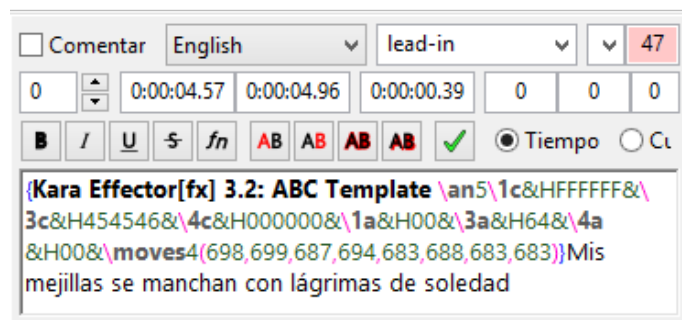 Comentar English lead-in 47
0 0:00:04.57 0:00:04.96 0:00:00.39 0 0 0
B I U S fn AB AB AB AB Tiempo Cu
{Kara Effector[fx] 3.2: ABC Template \an5\1c&HFFFFFF&\
3c&H454546&\4c&H000000&\1a&H00&\3a&H64&\4a
&H00&\moves4(698,699,687,694,683,688,683,683)}Mis
mejillas se manchan con lágrimas de soledad